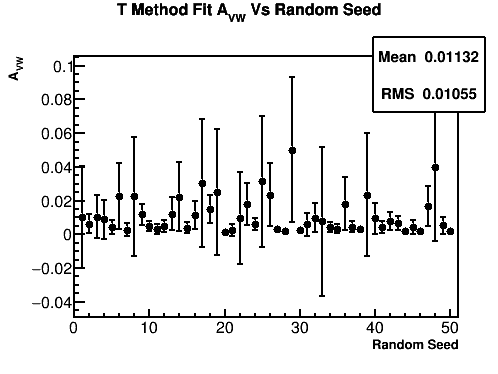 T Method Fit A_VW Vs Random Seed
Mean 0.01132
RMS 0.01055
A_VW
0.1
0.08
0.06
0.04
0.02
0
−0.02
−0.04
0 10 20 30 40 50
Random Seed